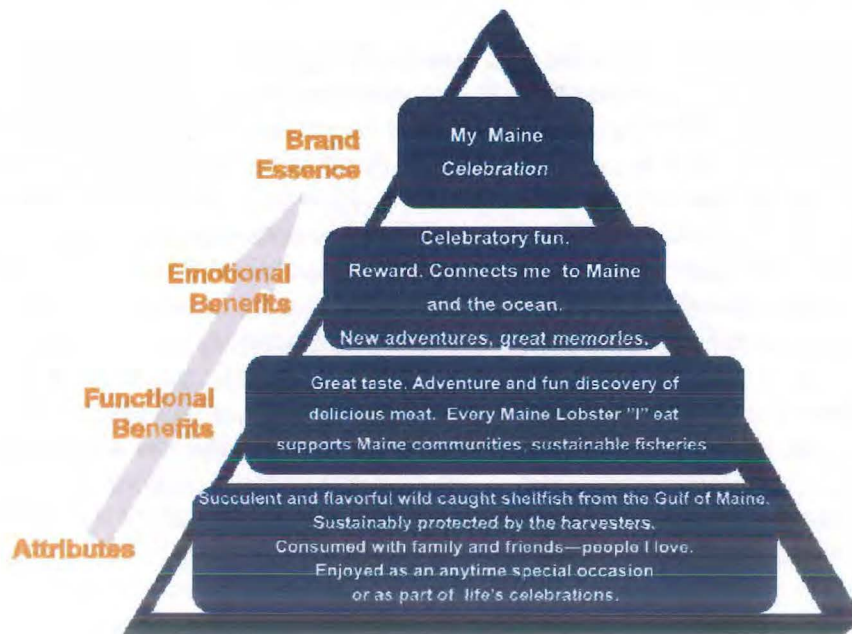 Brand
Essence
My Maine
Celebration
Emotional
Benefits
Celebratory fun.
Reward. Connects me to Maine
and the ocean.
New adventures, great memories.
Functional
Benefits
Great taste. Adventure and fun discovery of
delicious meat. Every Maine Lobster "I" eat
supports Maine communities, sustainable fisheries
Attributes
Succulent and flavorful wild caught shellfish from the Gulf of Maine.
Sustainably protected by the harvesters.
Consumed with family and friends—people I love.
Enjoyed as an anytime special occasion
or as part of life's celebrations.